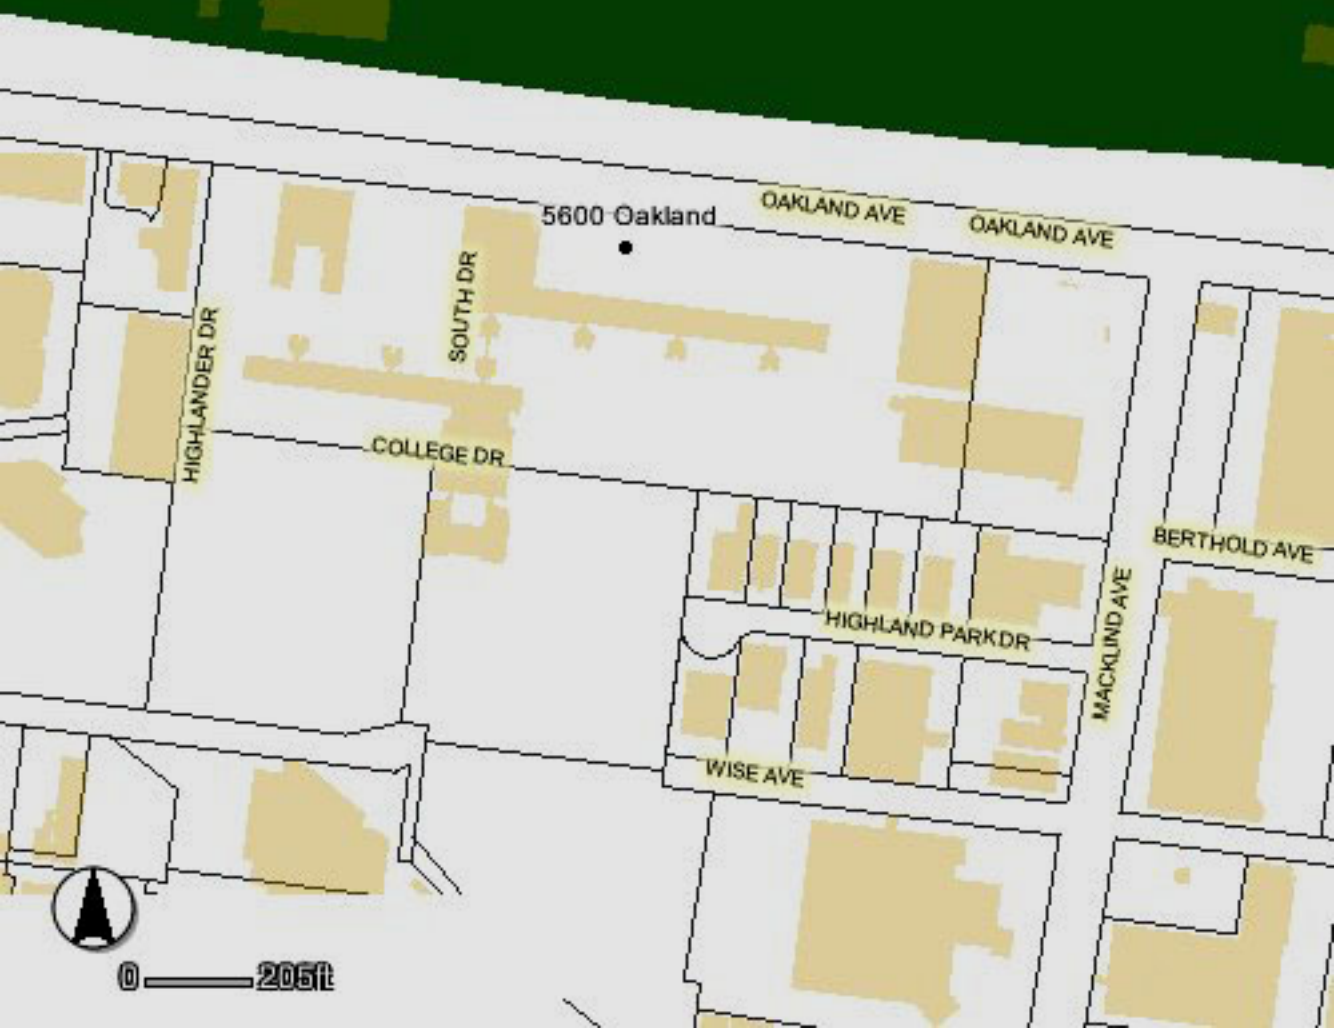 OAKLAND AVE
5600 Oakland
OAKLAND AVE
SOUTH DR
HIGHLANDER DR
COLLEGE DR
BERTHOLD AVE
HIGHLAND PARK DR
MACKLIND AVE
WISE AVE
0 205ft